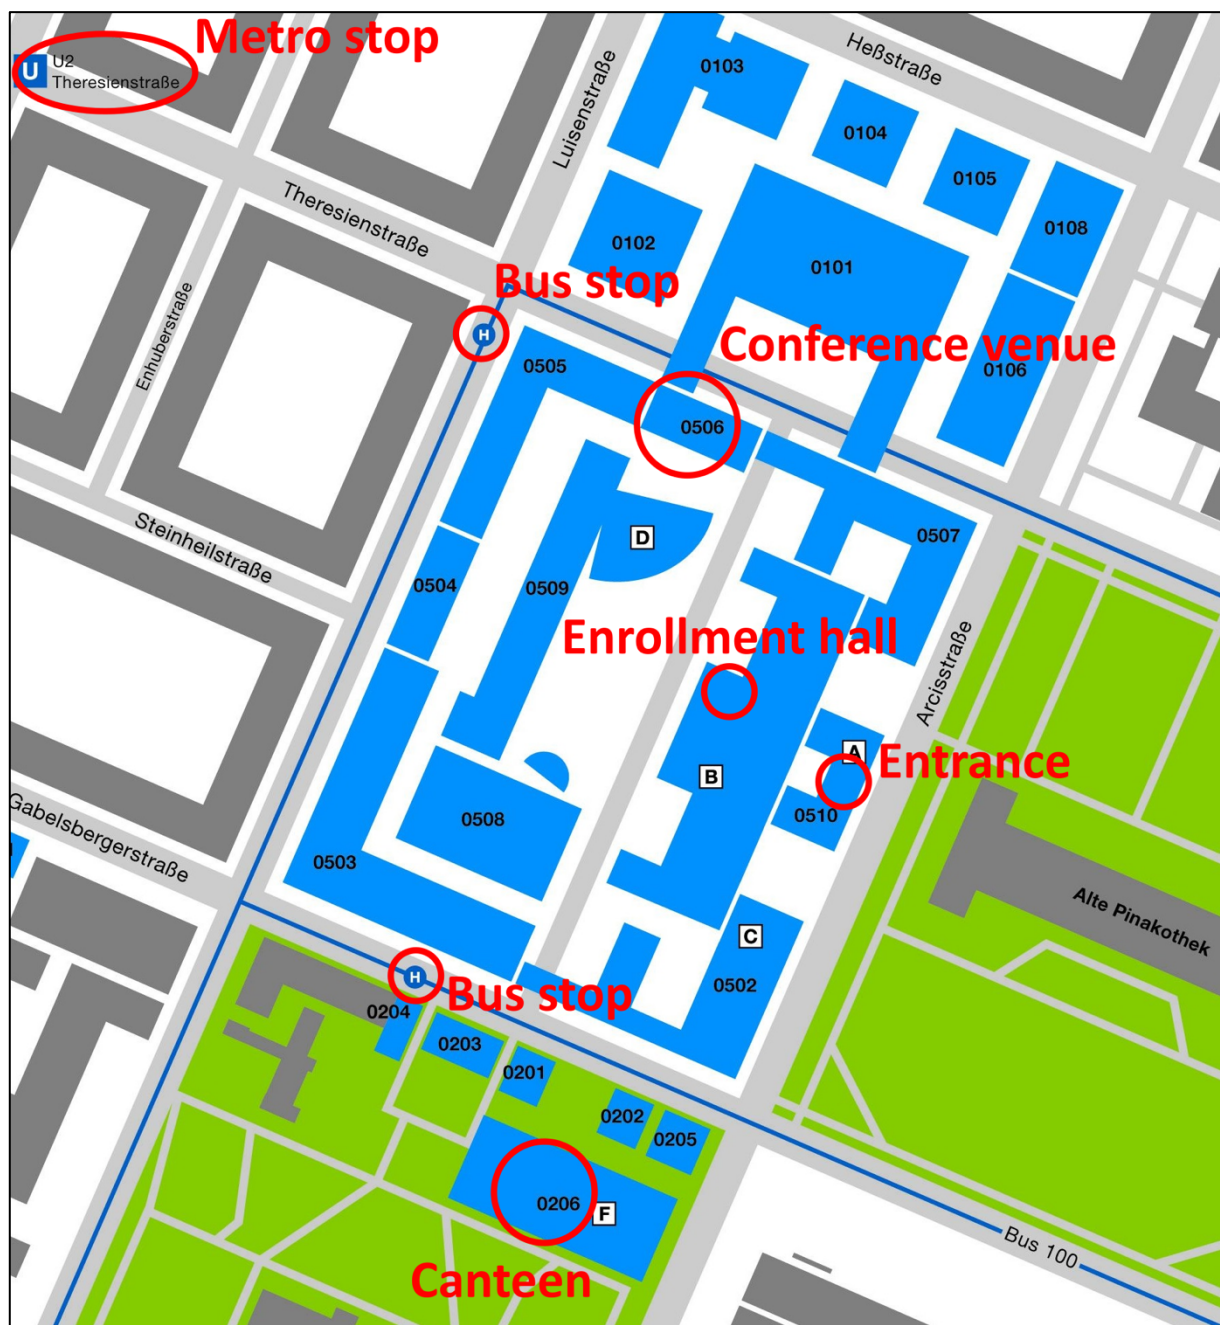 Metro stop
U
U2
Theresienstraße
Heßstraße
Luisenstraße
0103
0104
0105
0108
0102
0101
Theresienstraße
Bus stop
H
Conference venue
Enhuberstraße
0505
0106
0506
Steinheilstraße
D
0507
0504
0509
Enrollment hall
Arcisstraße
A
Entrance
B
0510
Gabelsbergerstraße
0508
0503
Alte Pinakothek
C
H
Bus stop
0502
0204
0203
0201
0202
0205
0206
F
Bus 100
Canteen